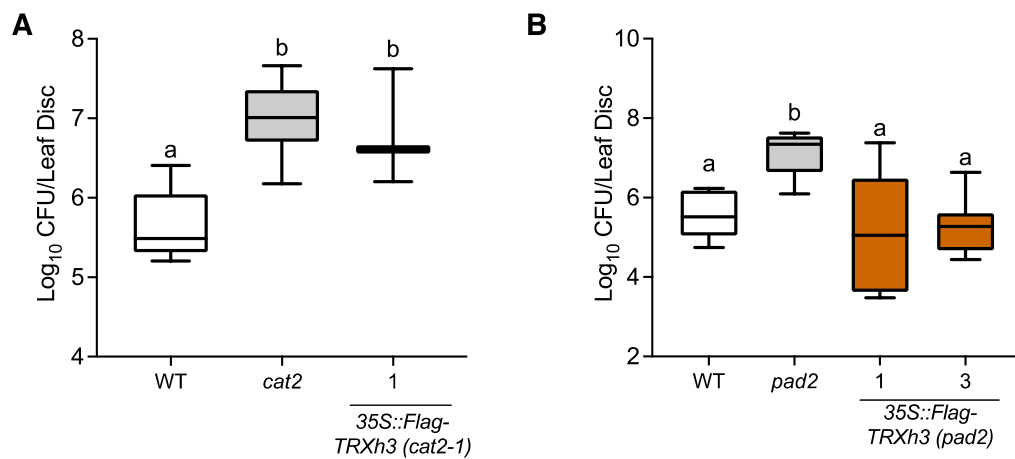 A
8
7
6
5
4
Log10 CFU/Leaf Disc
a
b
b
WT
cat2
1
35S::Flag-
TRXh3 (cat2-1)
B
10
8
6
4
2
Log10 CFU/Leaf Disc
a
b
a
a
WT
pad2
1
3
35S::Flag-
TRXh3 (pad2)